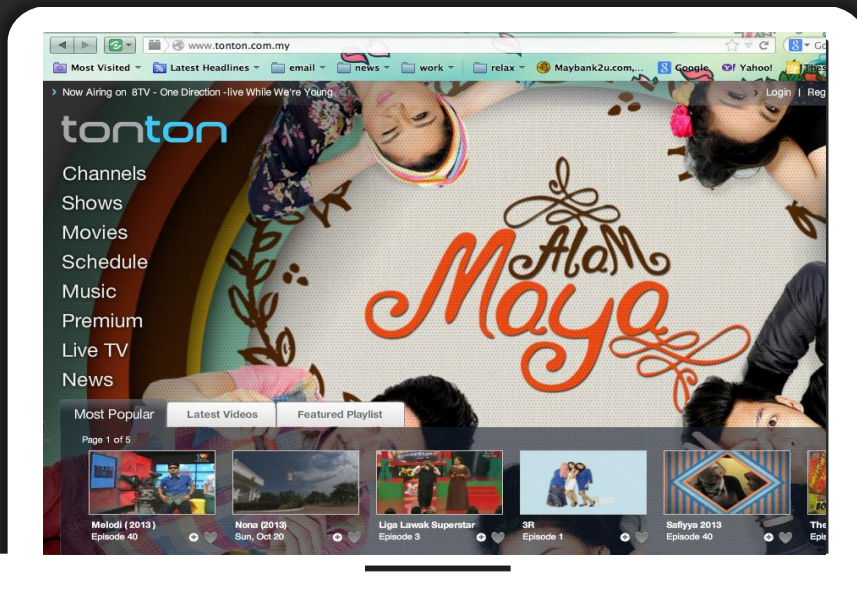 www.tonton.com.my
Most Visited
Latest Headlines
email
news
work
relax
Maybank2u.com,...
Google
Yahoo!
Now Airing on 8TV - One Direction -live While We're Young
Login | Reg
tonton
Channels
Shows
Movies
Schedule
Music
Premium
Live TV
News
Alam
Maya
Most Popular
Latest Videos
Featured Playlist
Page 1 of 5
Melodi ( 2013 )
Episode 40
Nona (2013)
Sun, Oct 20
Liga Lawak Superstar
Episode 3
3R
Episode 1
Safiyya 2013
Episode 40
The
Epis